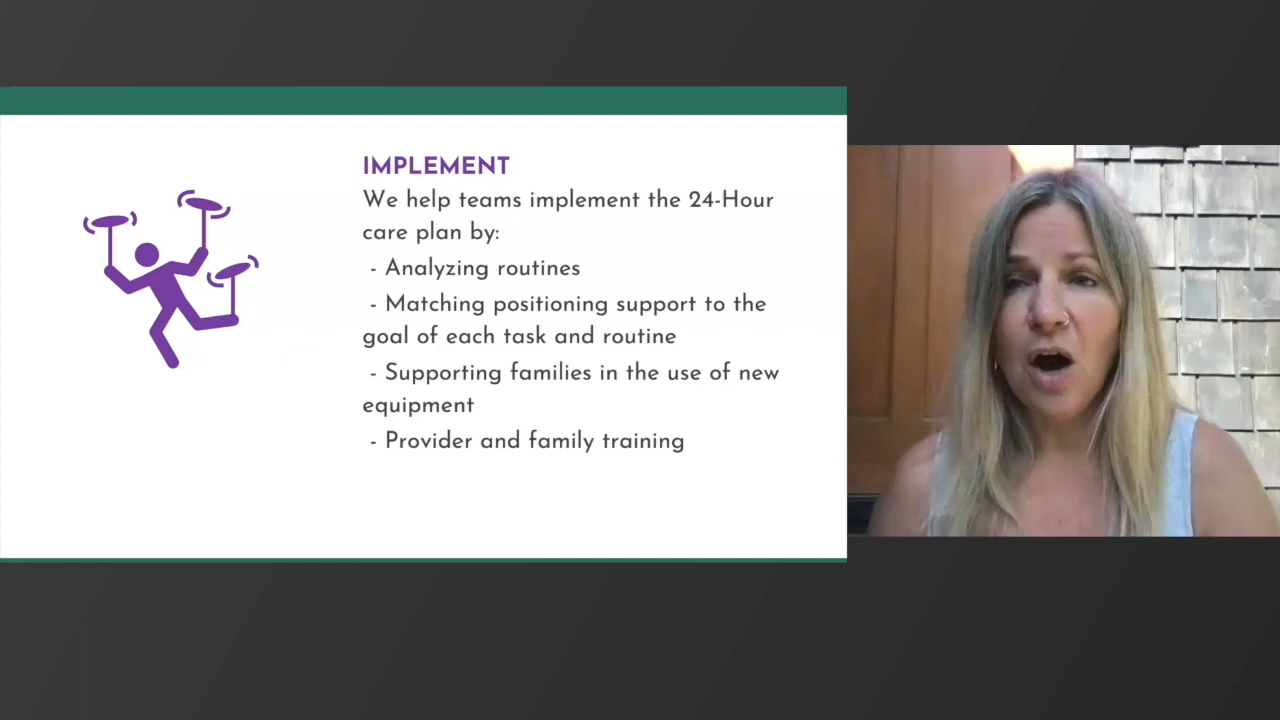 IMPLEMENT
We help teams implement the 24-Hour
care plan by:
- Analyzing routines
- Matching positioning support to the
goal of each task and routine
- Supporting families in the use of new
equipment
- Provider and family training